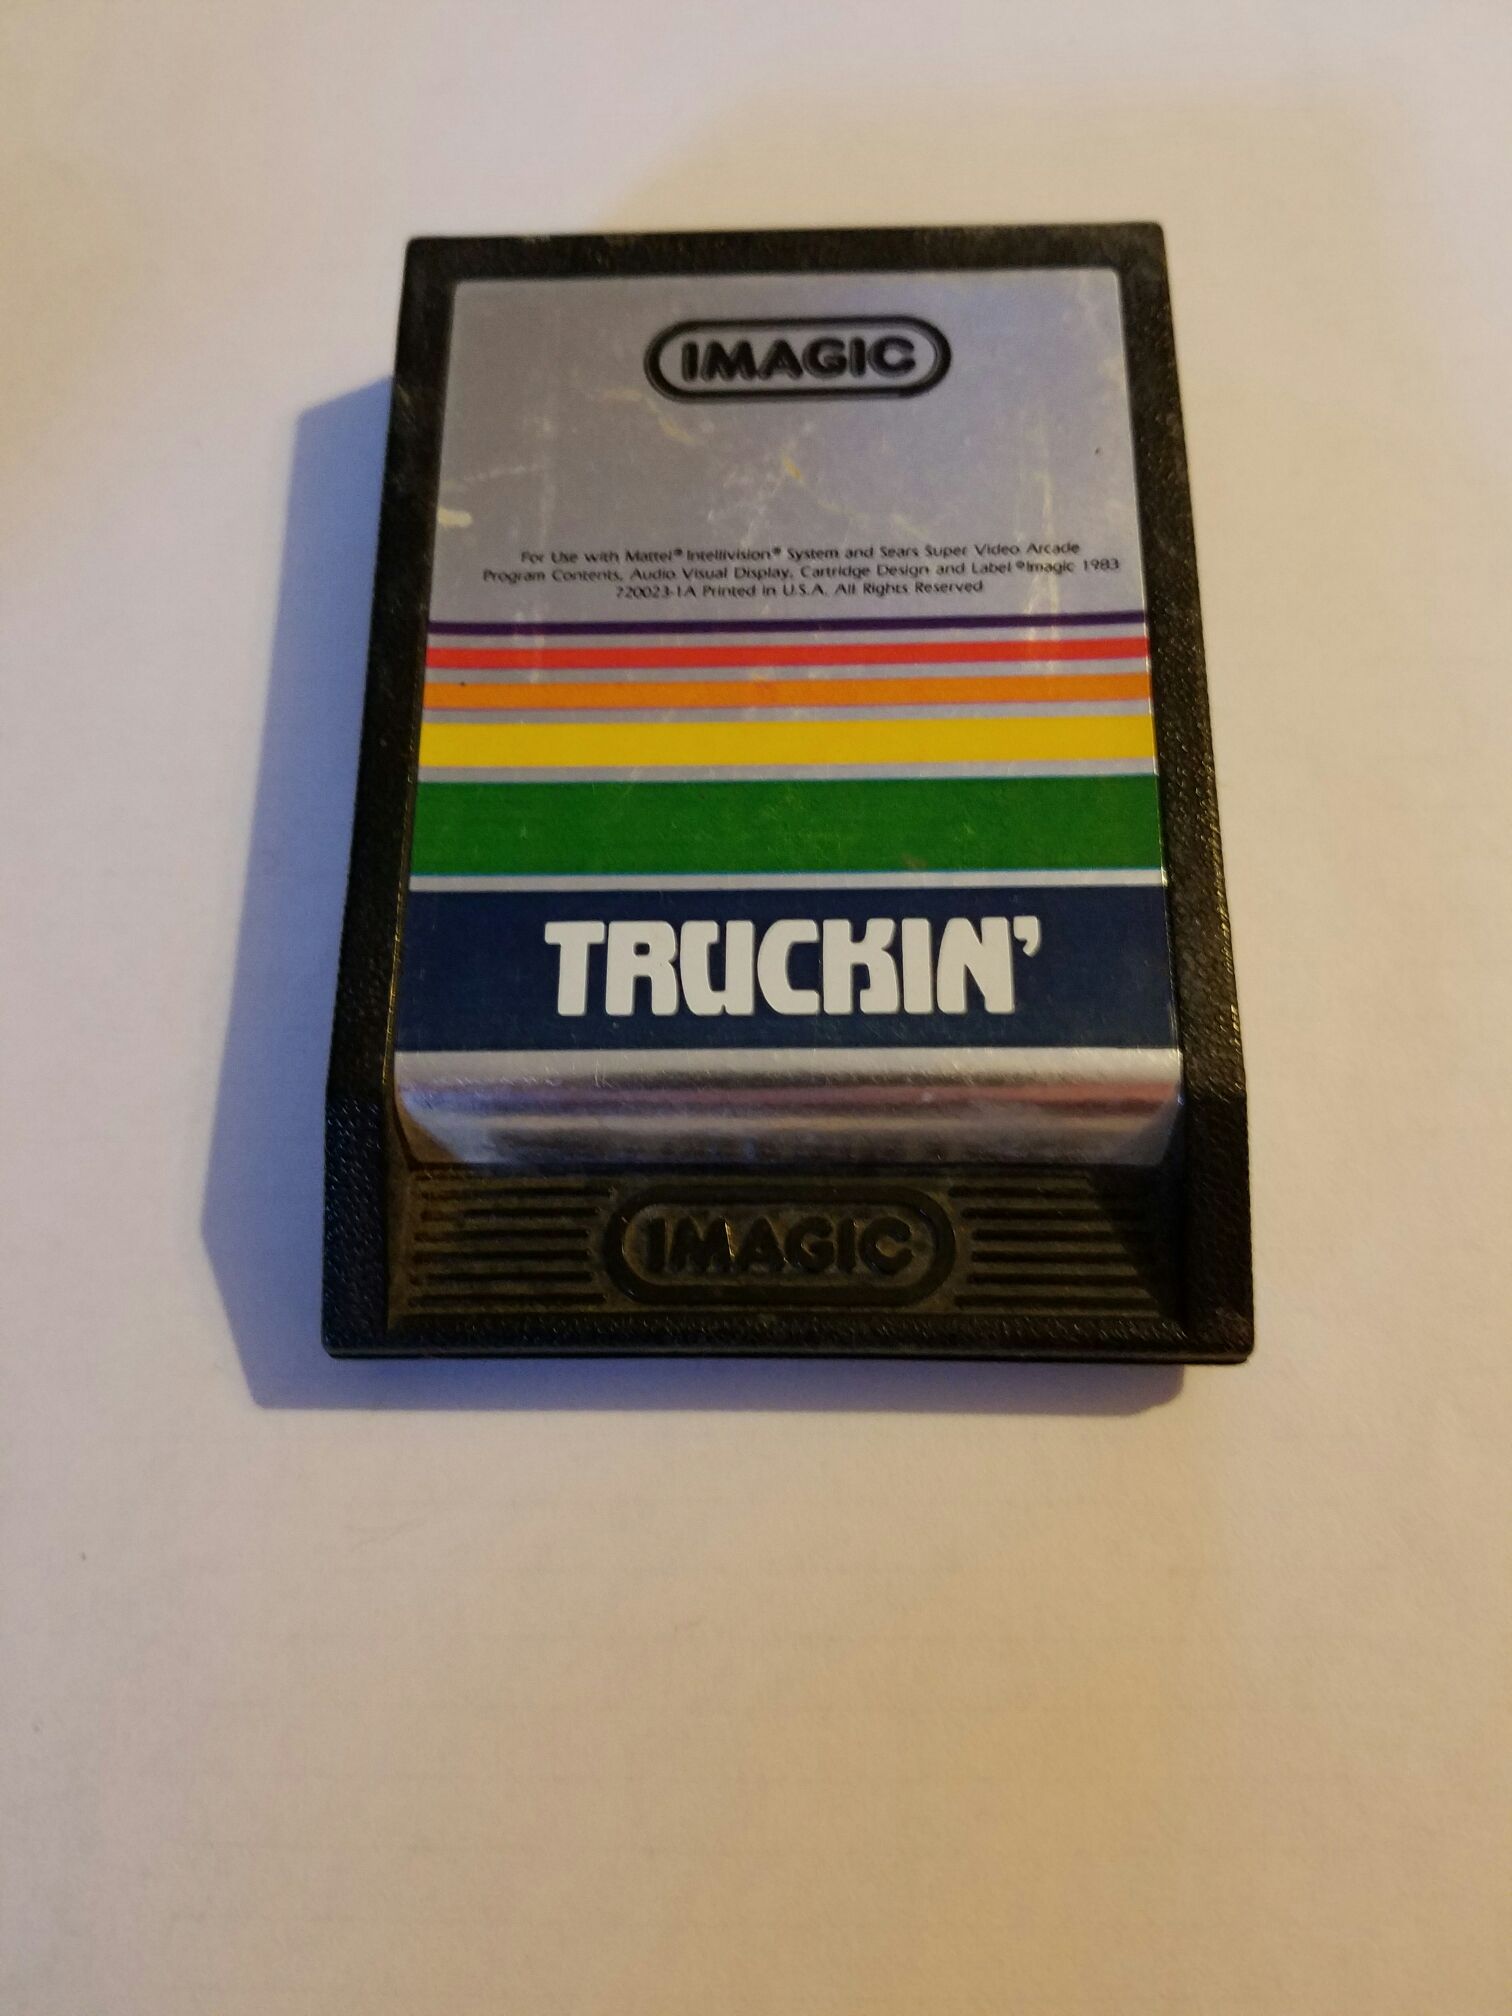 IMAGIC
For Use with Mattel® Intellivision® System and Sears Super Video Arcade
Program Contents, Audio Visual Display, Cartridge Design and Label ©Imagic 1983
720023-1A Printed in U.S.A. All Rights Reserved
TRUCKIN'
IMAGIC